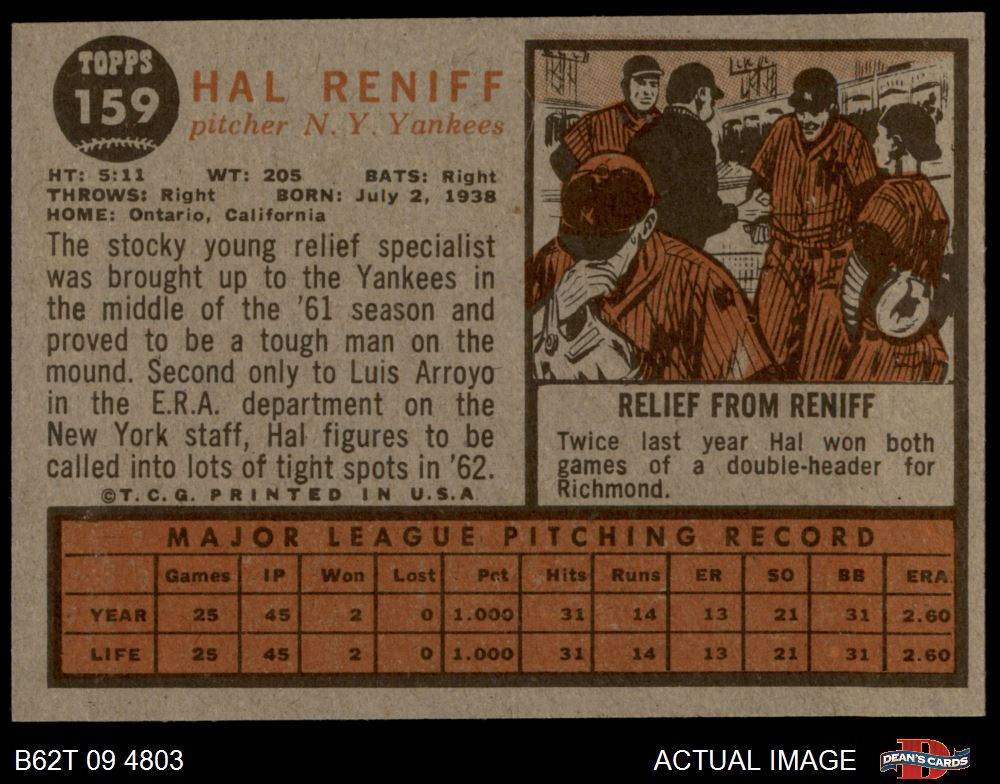 TOPPS
159
HAL RENIFF
pitcher N. Y. Yankees
HT: 5:11 WT: 205 BATS: Right
THROWS: Right BORN: July 2, 1938
HOME: Ontario, California
The stocky young relief specialist
was brought up to the Yankees in
the middle of the '61 season and
proved to be a tough man on the
mound. Second only to Luis Arroyo
in the E.R.A. department on the
New York staff, Hal figures to be
called into lots of tight spots in '62.
©T.C.G. PRINTED IN U.S.A.
RELIEF FROM RENIFF
Twice last year Hal won both
games of a double-header for
Richmond.
MAJOR LEAGUE PITCHING RECORD
Games IP Won Lost Pct Hits Runs ER SO BB ERA
YEAR 25 45 2 0 1.000 31 14 13 21 31 2.60
LIFE 25 45 2 0 1.000 31 14 13 21 31 2.60
B62T 09 4803 ACTUAL IMAGE DEAN'S CARDS